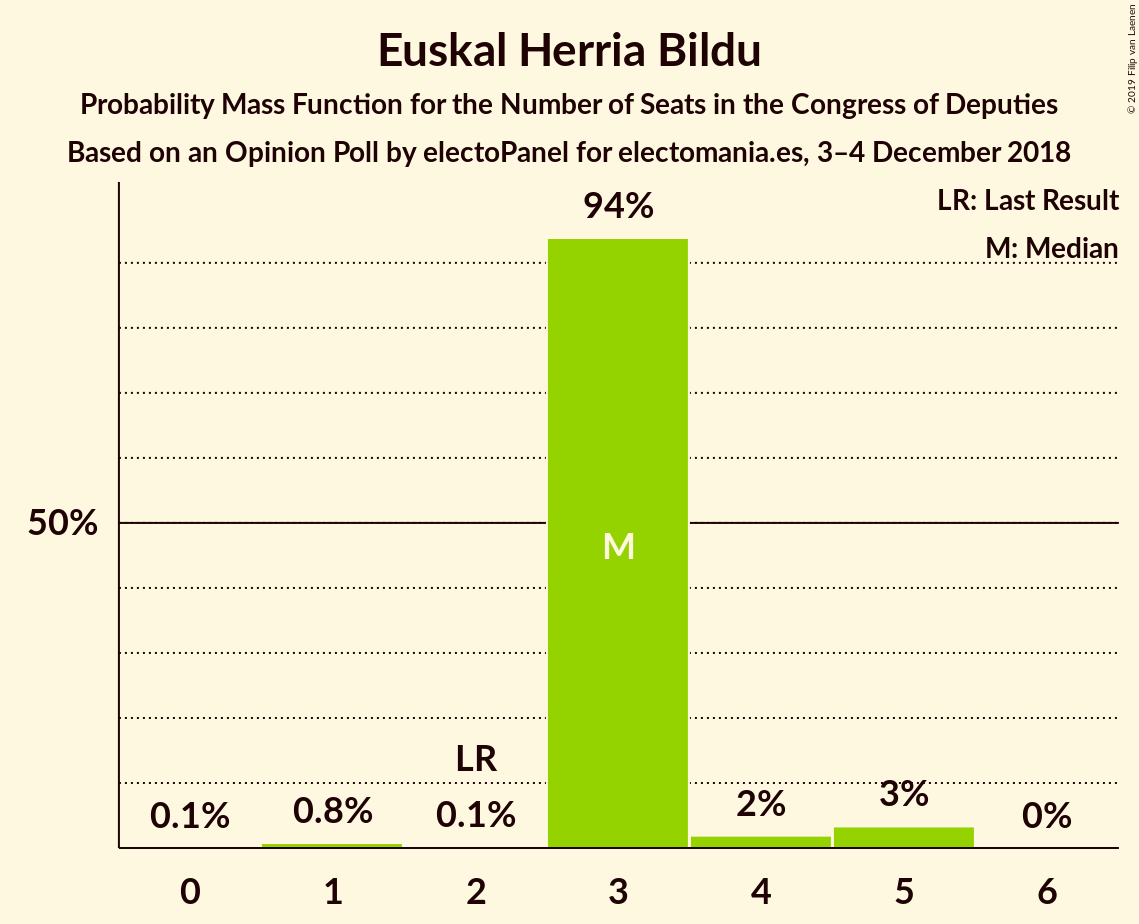 Euskal Herria Bildu
Probability Mass Function for the Number of Seats in the Congress of Deputies
Based on an Opinion Poll by electoPanel for electomania.es, 3–4 December 2018
© 2019 Filip van Laenen
LR: Last Result
M: Median
94%
50%
M
LR
0.1%
0.8%
0.1%
2%
3%
0%
0
1
2
3
4
5
6